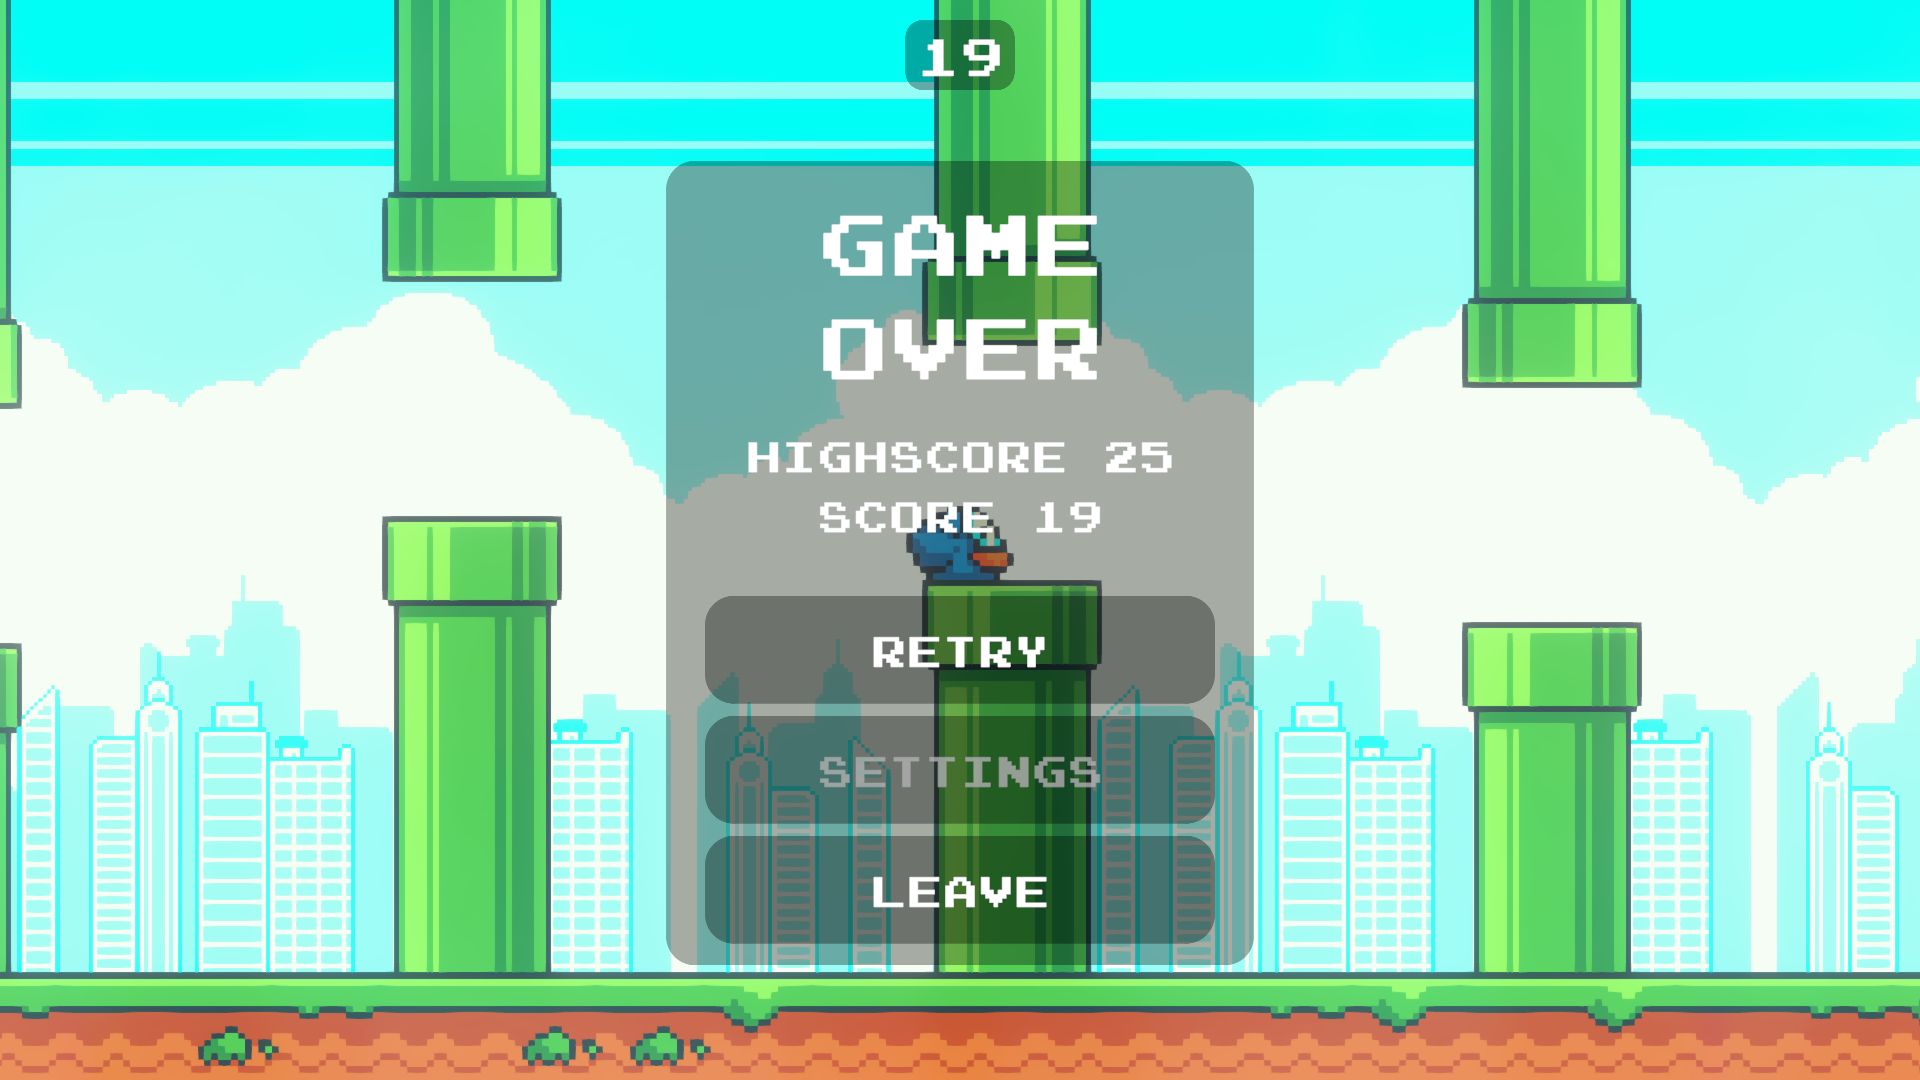 19
GAME
OVER
HIGHSCORE 25
SCORE 19
RETRY
SETTINGS
LEAVE